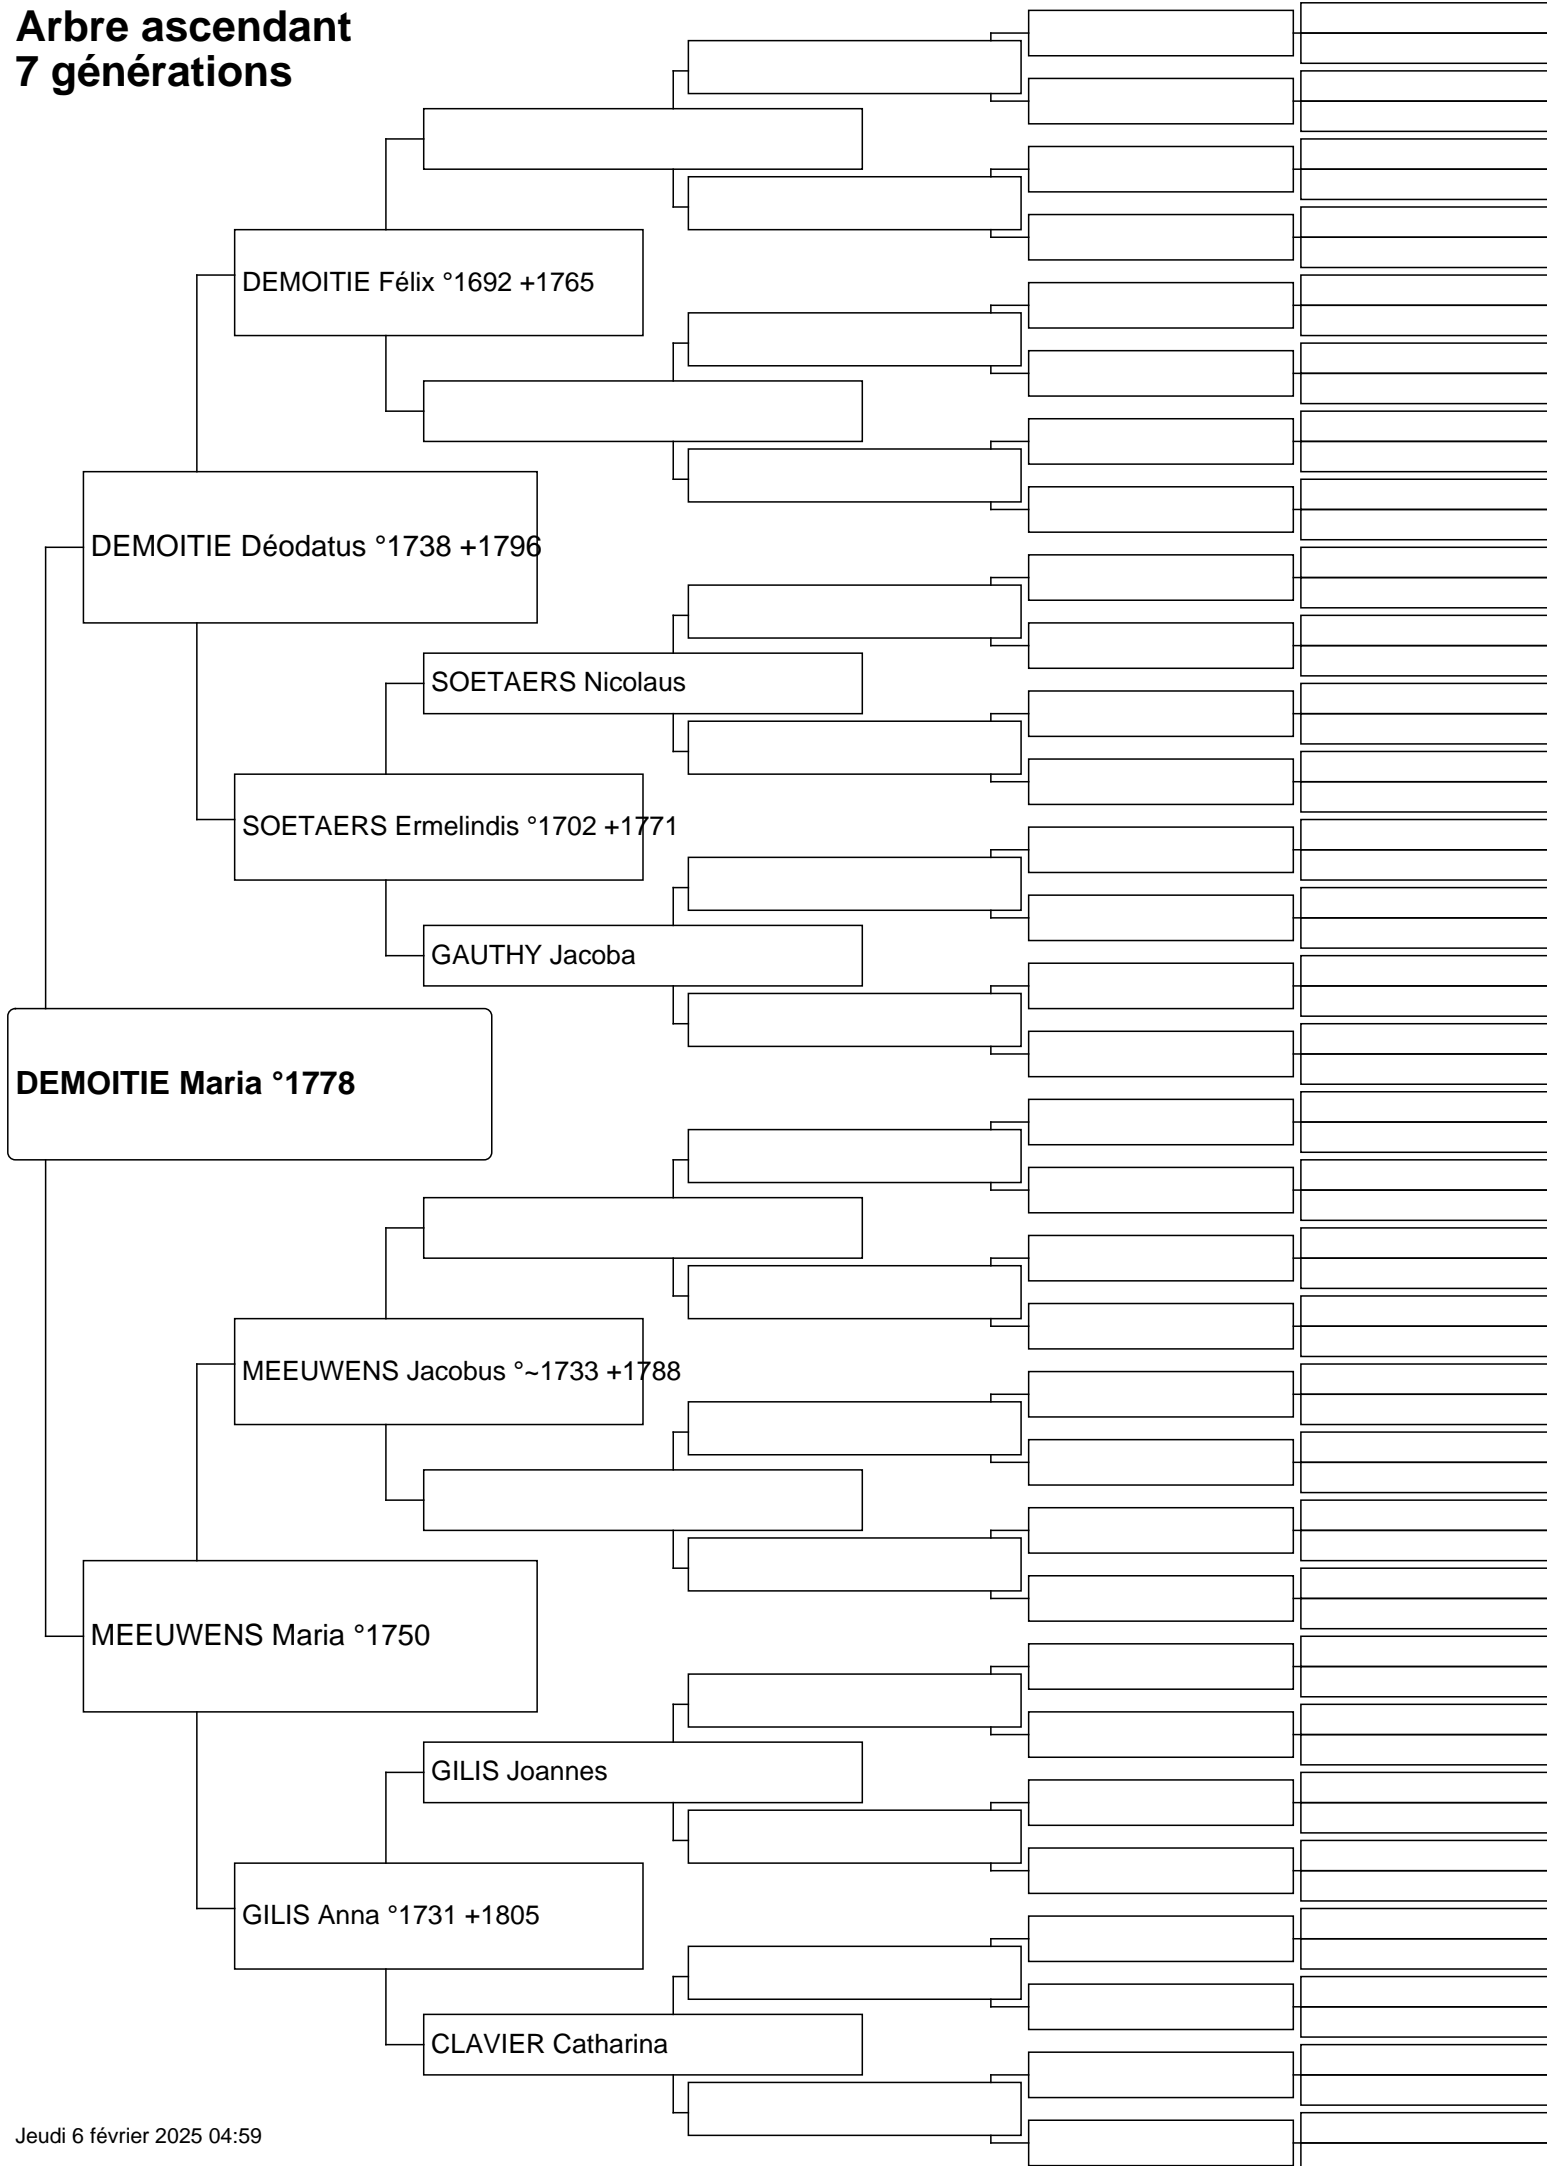 Arbre ascendant
7 générations
DEMOITIE Félix °1692 +1765
DEMOITIE Déodatus °1738 +1796
SOETAERS Nicolaus
SOETAERS Ermelindis °1702 +1771
GAUTHY Jacoba
DEMOITIE Maria °1778
MEEUWENS Jacobus °~1733 +1788
MEEUWENS Maria °1750
GILIS Joannes
GILIS Anna °1731 +1805
CLAVIER Catharina
Jeudi 6 février 2025 04:59